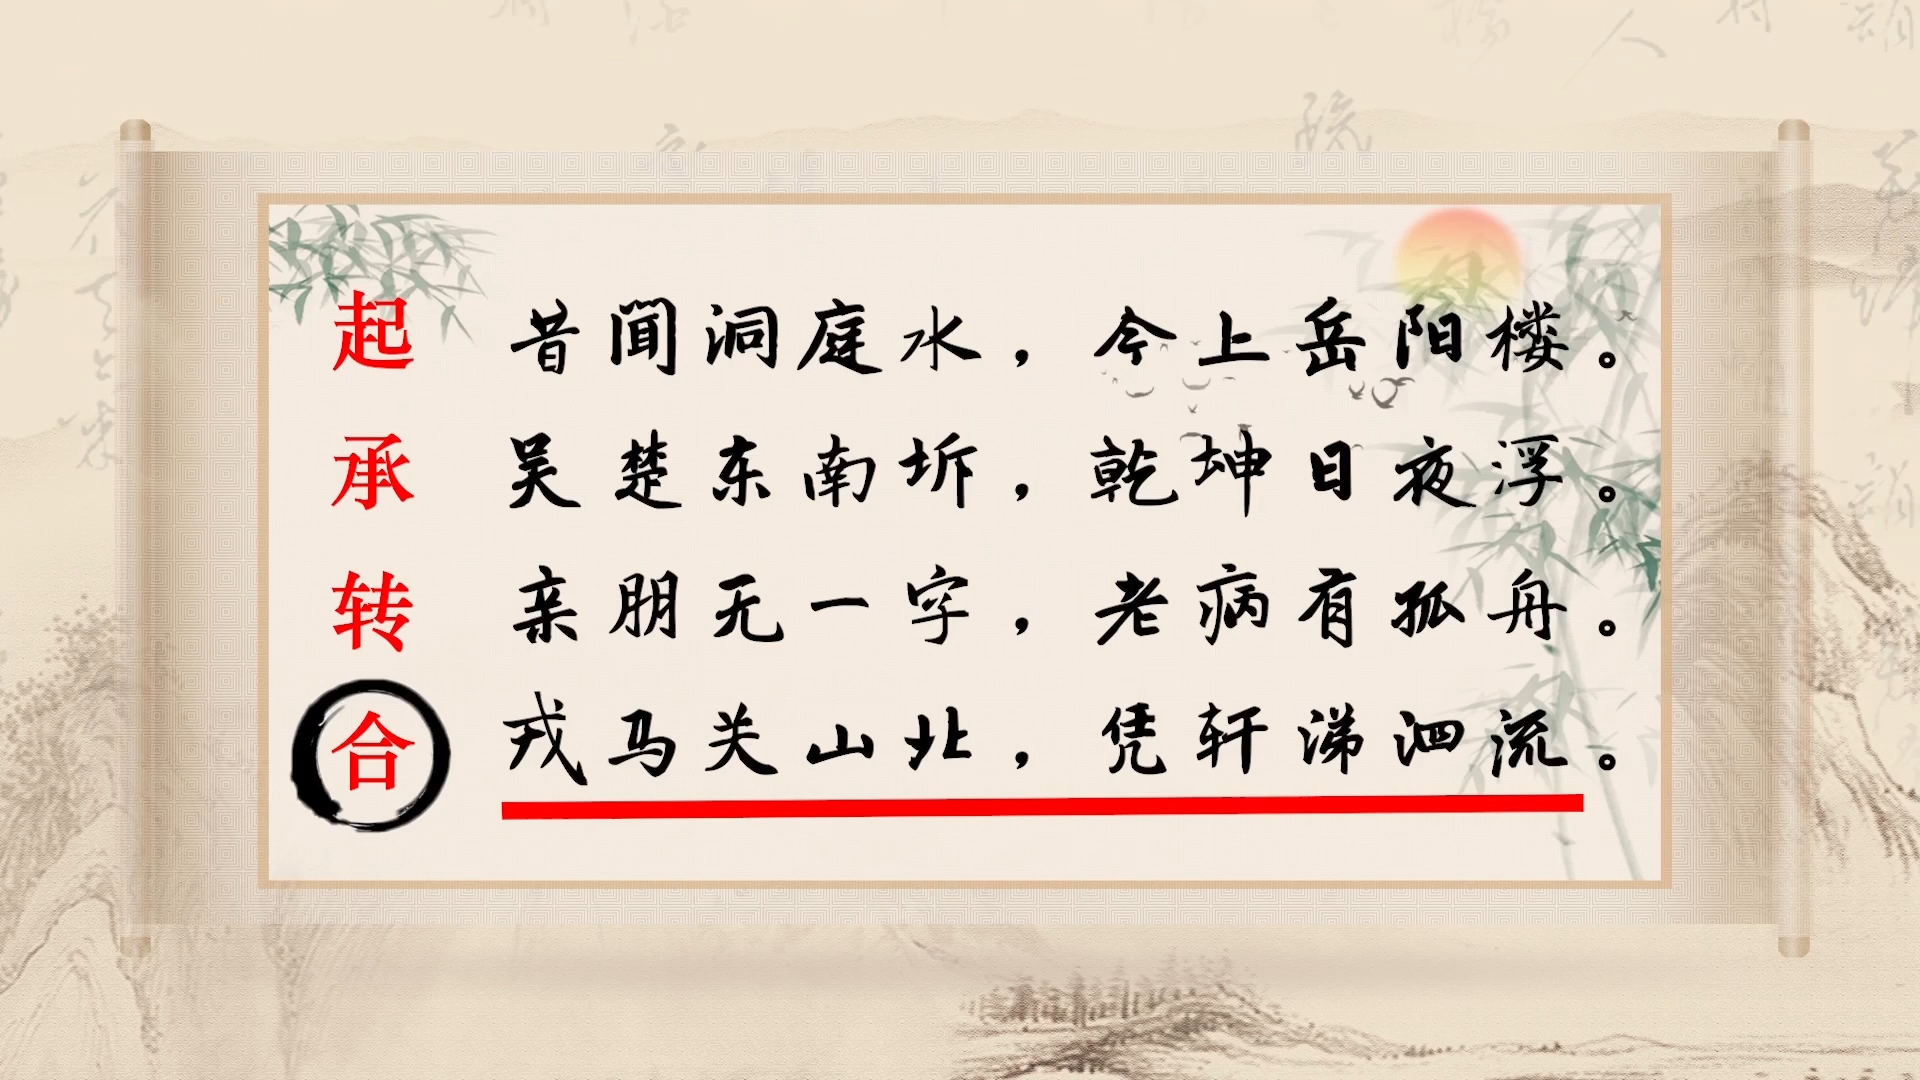 起 昔闻洞庭水，今上岳阳楼。
承 吴楚东南坼，乾坤日夜浮。
转 亲朋无一字，老病有孤舟。
合 戎马关山北，凭轩涕泗流。